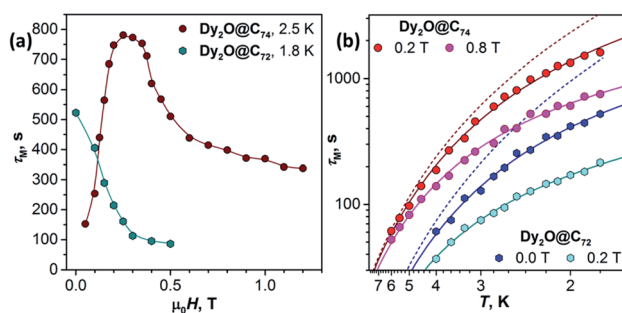 (a)
Dy₂O@C₇₄, 2.5 K
Dy₂O@C₇₂, 1.8 K
τM, s
800
700
600
500
400
300
200
100
0
0.0
0.5
1.0
μ₀H, T
(b)
Dy₂O@C₇₄
0.2 T
0.8 T
τM, s
1000
100
Dy₂O@C₇₂
0.0 T
0.2 T
7
6
5
4
3
2
T, K